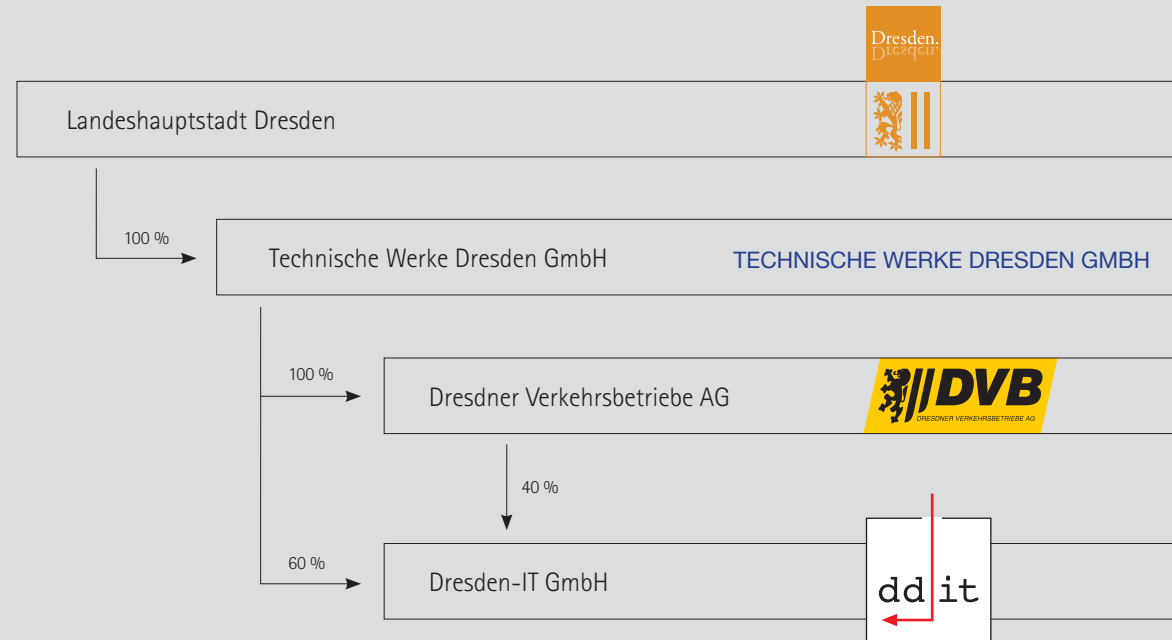 Dresden.
Dresden.
Landeshauptstadt Dresden
100 %
Technische Werke Dresden GmbH
TECHNISCHE WERKE DRESDEN GMBH
100 %
Dresdner Verkehrsbetriebe AG
DVB
DRESDNER VERKEHRSBETRIEBE AG
40 %
60 %
Dresden-IT GmbH
dd it